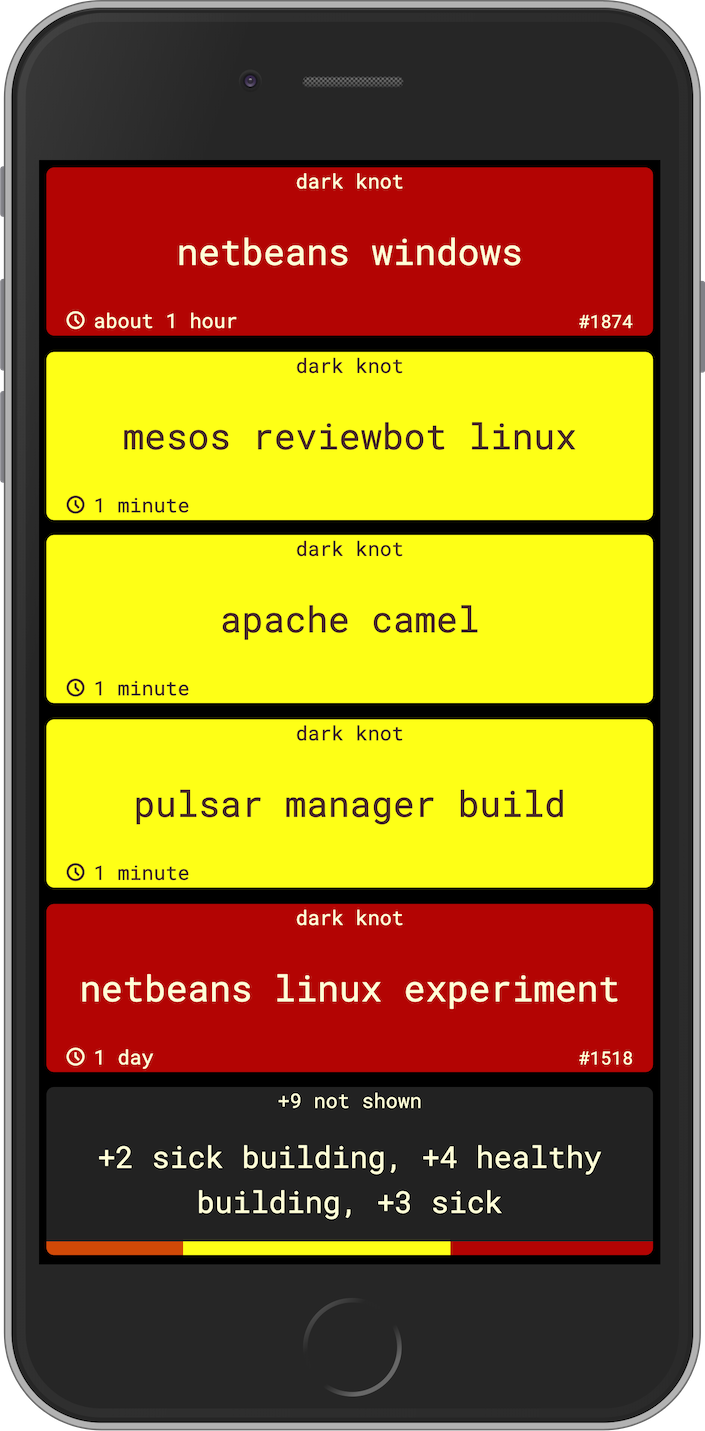 dark knot
netbeans windows
about 1 hour #1874
dark knot
mesos reviewbot linux
1 minute
dark knot
apache camel
1 minute
dark knot
pulsar manager build
1 minute
dark knot
netbeans linux experiment
1 day #1518
+9 not shown
+2 sick building, +4 healthy
building, +3 sick